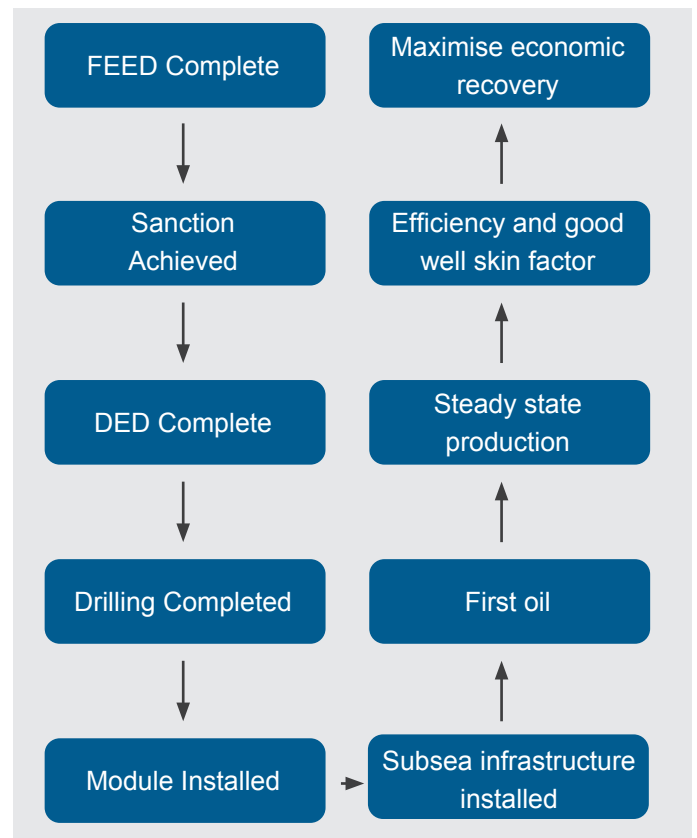 FEED Complete
Sanction
Achieved
DED Complete
Drilling Completed
Module Installed
Subsea infrastructure
installed
First oil
Steady state
production
Efficiency and good
well skin factor
Maximise economic
recovery